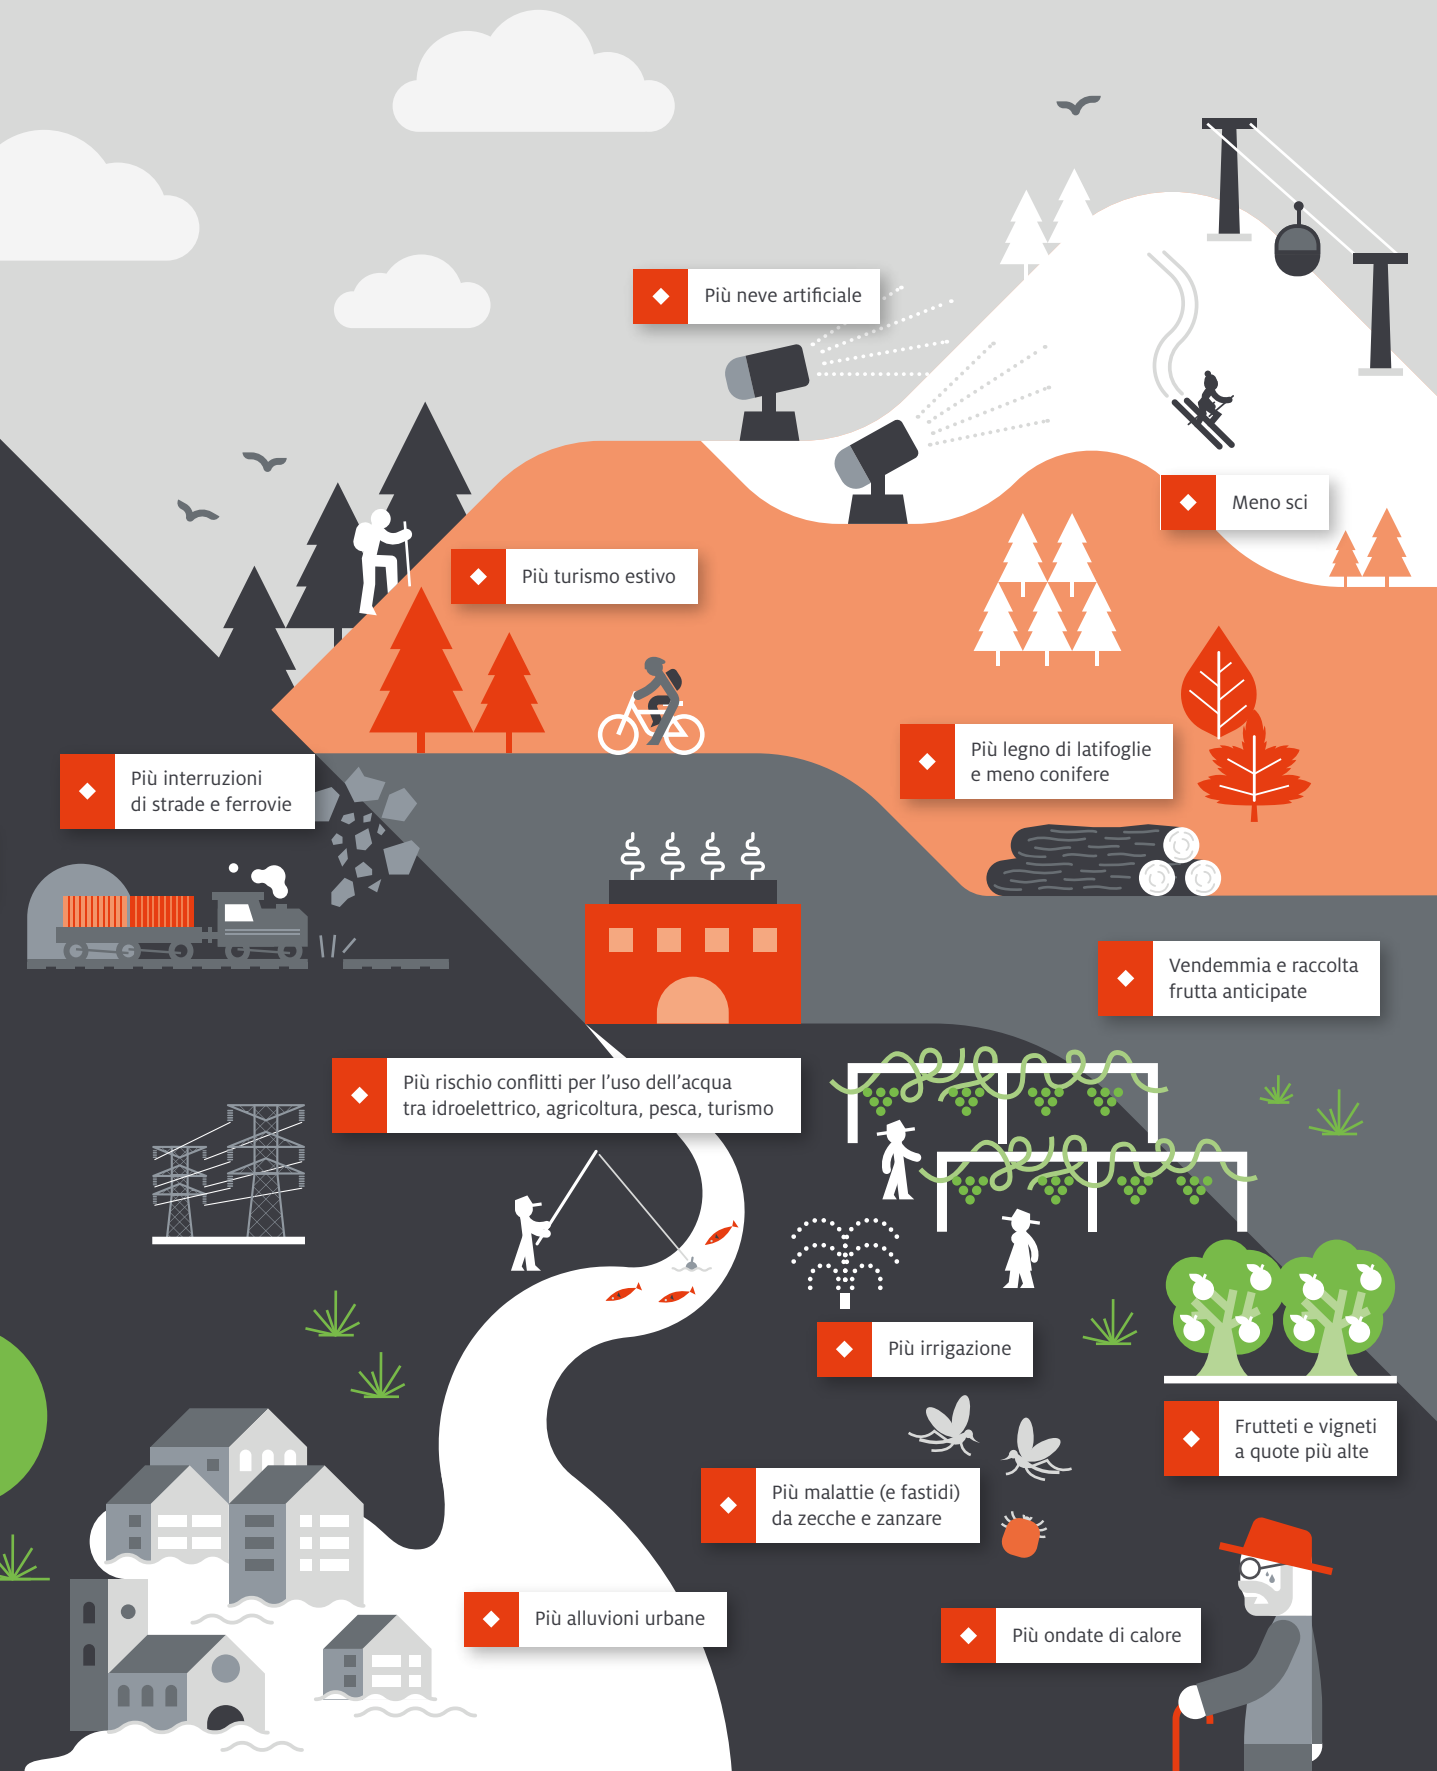 Più neve artificiale
Meno sci
Più turismo estivo
Più legno di latifoglie
e meno conifere
Più interruzioni
di strade e ferrovie
Vendemmia e raccolta
frutta anticipate
Più rischio conflitti per l’uso dell’acqua
tra idroelettrico, agricoltura, pesca, turismo
Più irrigazione
Frutteti e vigneti
a quote più alte
Più malattie (e fastidi)
da zecche e zanzare
Più alluvioni urbane
Più ondate di calore